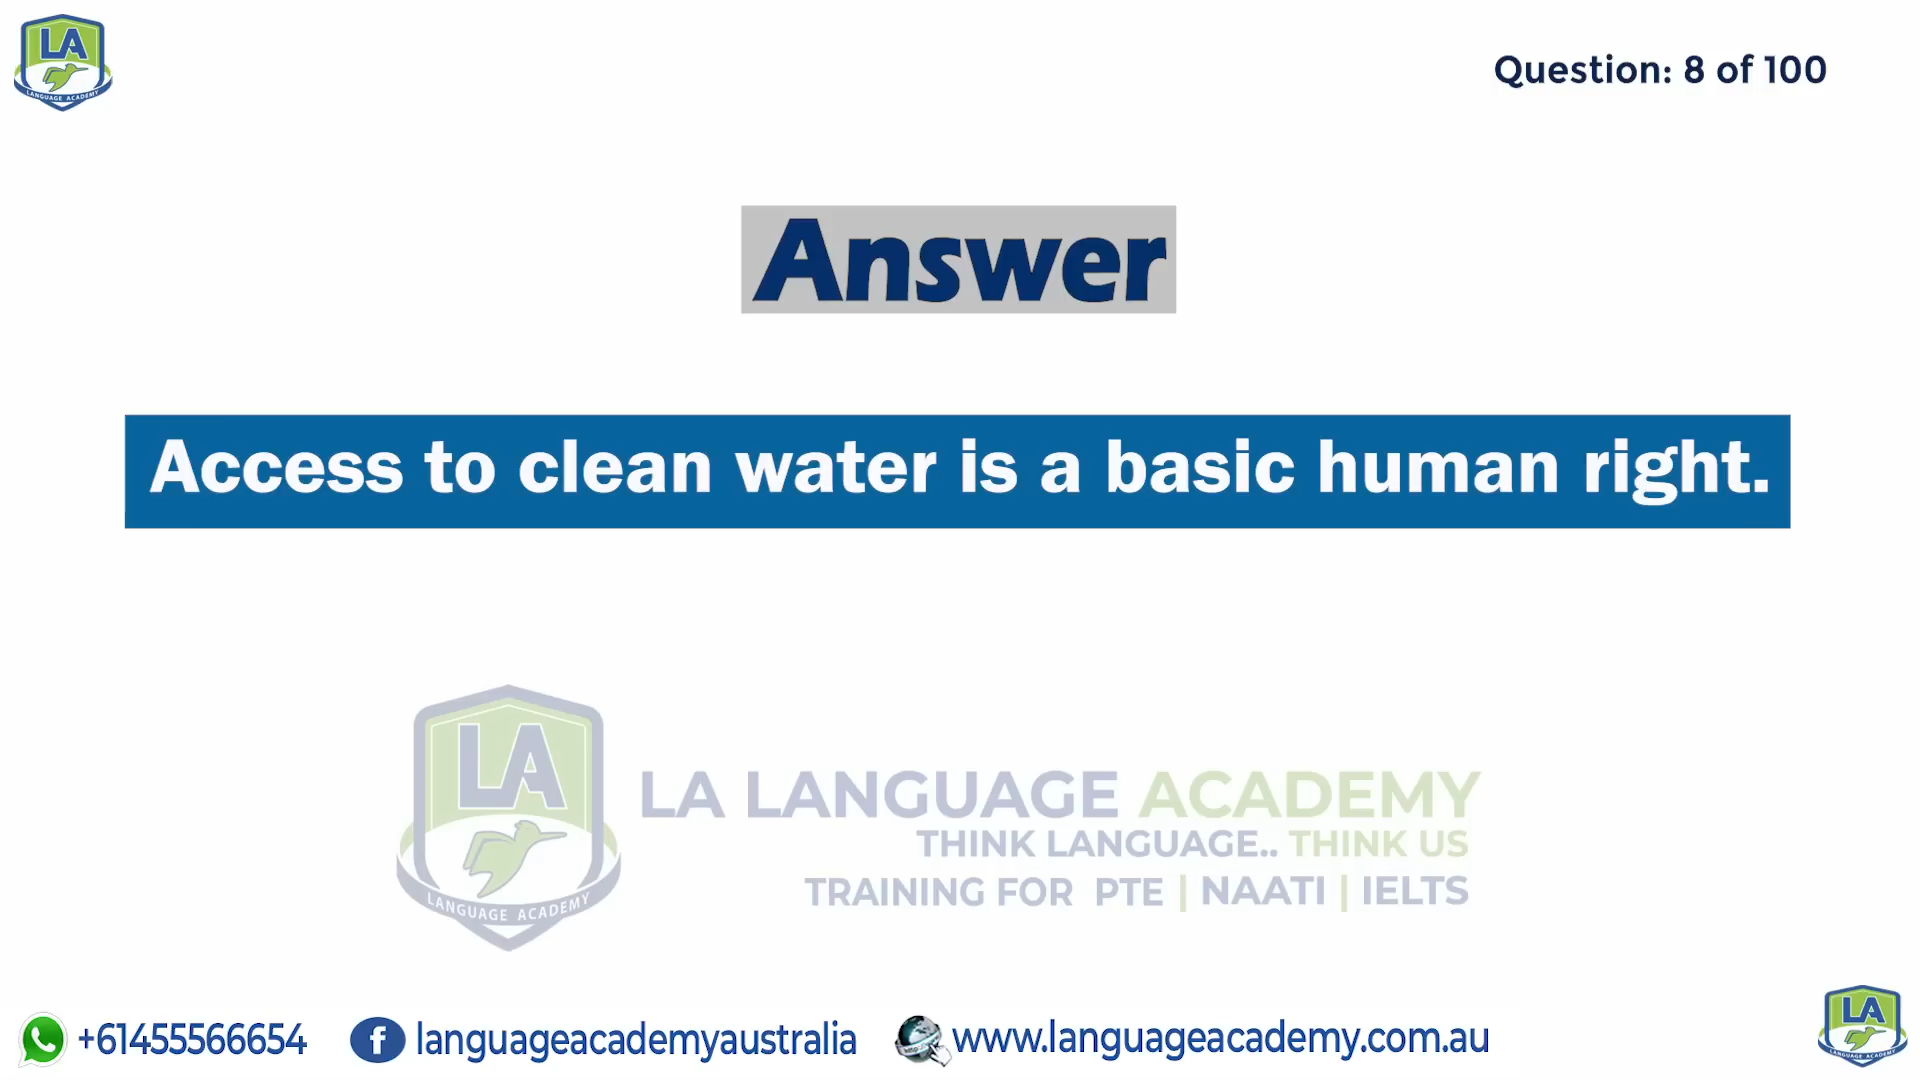 LA
LANGUAGE ACADEMY
Question: 8 of 100
Answer
Access to clean water is a basic human right.
LA
LANGUAGE ACADEMY
LA LANGUAGE ACADEMY
THINK LANGUAGE.. THINK US
TRAINING FOR PTE | NAATI | IELTS
+61455566654
languageacademyaustralia
www.languageacademy.com.au
LA
LANGUAGE ACADEMY